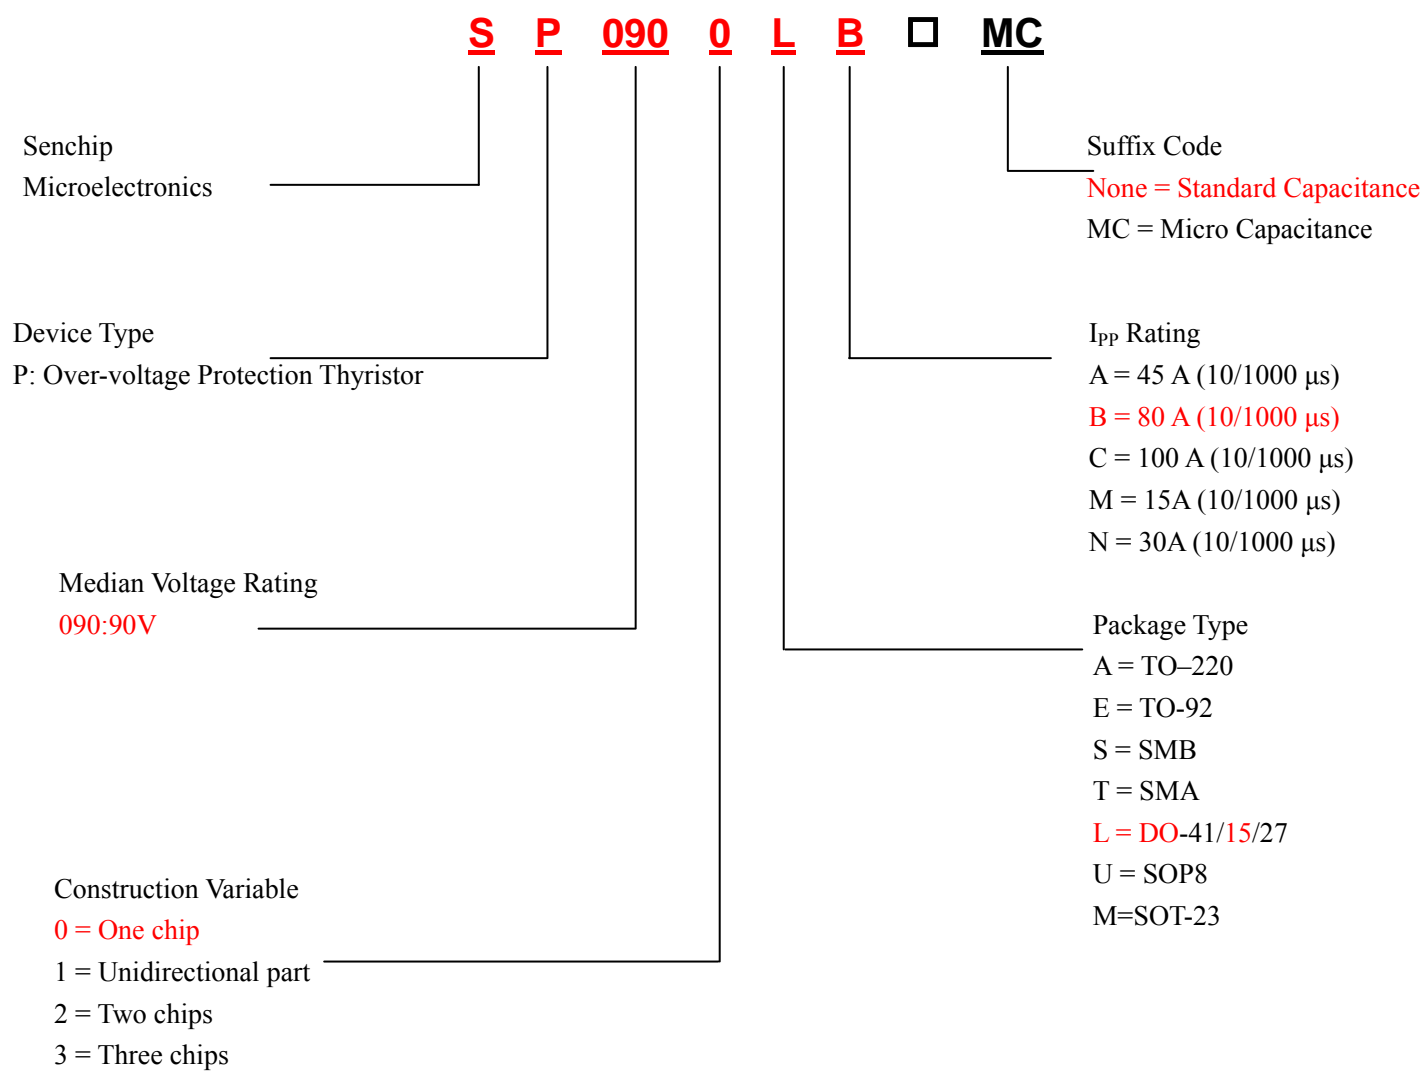 S P 090 0 L B □ MC
Senchip
Microelectronics
Suffix Code
None = Standard Capacitance
MC = Micro Capacitance
Device Type
P: Over-voltage Protection Thyristor
IPP Rating
A = 45 A (10/1000 μs)
B = 80 A (10/1000 μs)
C = 100 A (10/1000 μs)
M = 15A (10/1000 μs)
N = 30A (10/1000 μs)
Median Voltage Rating
090:90V
Package Type
A = TO–220
E = TO-92
S = SMB
T = SMA
L = DO-41/15/27
U = SOP8
M=SOT-23
Construction Variable
0 = One chip
1 = Unidirectional part
2 = Two chips
3 = Three chips